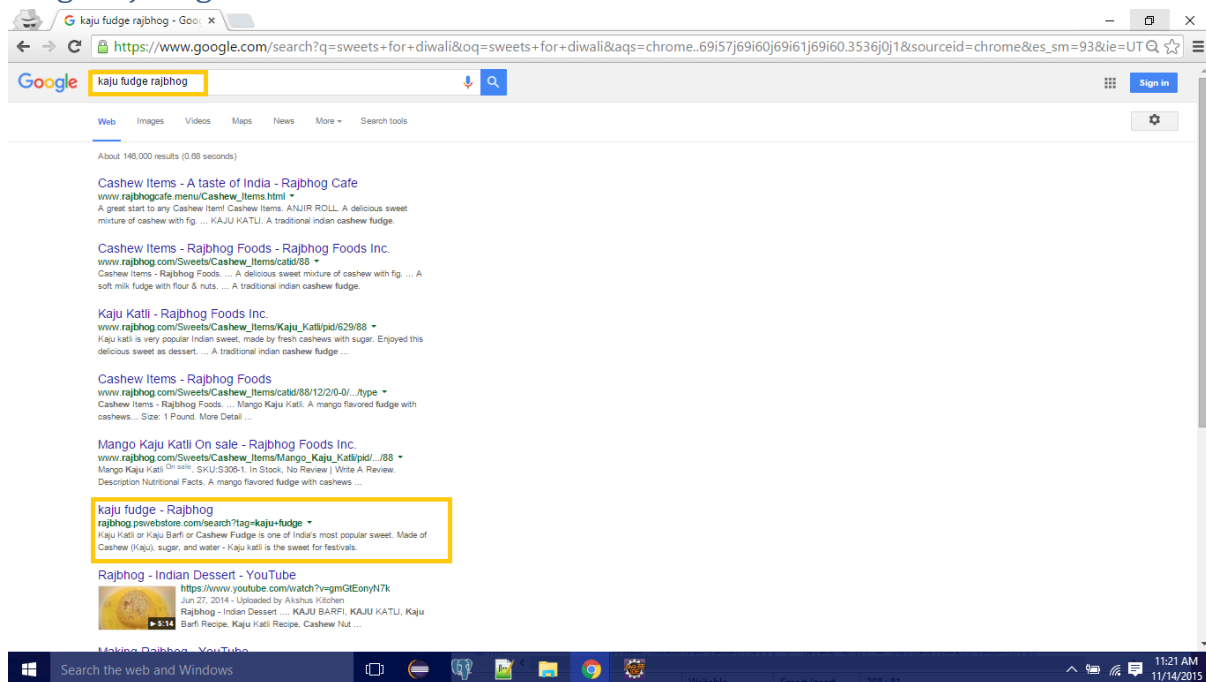 kaju fudge rajbhog - Goo
https://www.google.com/search?q=sweets+for+diwali&oq=sweets+for+diwali&aqs=chrome..69i57j69i60j69i61j69i60.3536j0j1&sourceid=chrome&es_sm=93&ie=UT
Google kaju fudge rajbhog Sign in
Web Images Videos Maps News More Search tools
About 146,000 results (0.68 seconds)
Cashew Items - A taste of India - Rajbhog Cafe
www.rajbhogcafe.menu/Cashew_Items.html
A great start to any Cashew Item! Cashew Items. ANJIR ROLL. A delicious sweet
mixture of cashew with fig. ... KAJU KATLI. A traditional indian cashew fudge.
Cashew Items - Rajbhog Foods - Rajbhog Foods Inc.
www.rajbhog.com/Sweets/Cashew_Items/catid/88
Cashew Items - Rajbhog Foods. ... A delicious sweet mixture of cashew with fig. ... A
soft milk fudge with flour & nuts. ... A traditional indian cashew fudge.
Kaju Katli - Rajbhog Foods Inc.
www.rajbhog.com/Sweets/Cashew_Items/Kaju_Katli/pid/629/88
Kaju katli is very popular Indian sweet, made by fresh cashews with sugar. Enjoyed this
delicious sweet as dessert. ... A traditional indian cashew fudge ...
Cashew Items - Rajbhog Foods
www.rajbhog.com/Sweets/Cashew_Items/catid/88/12/2/0-0/.../type
Cashew Items - Rajbhog Foods. ... Mango Kaju Katli. A mango flavored fudge with
cashews... Size: 1 Pound. More Detail ...
Mango Kaju Katli On sale - Rajbhog Foods Inc.
www.rajbhog.com/Sweets/Cashew_Items/Mango_Kaju_Katli/pid/.../88
Mango Kaju Katli On sale. SKU:S306-1. In Stock, No Review | Write A Review.
Description Nutritional Facts. A mango flavored fudge with cashews ...
kaju fudge - Rajbhog
rajbhog.pswebstore.com/search?tag=kaju+fudge
Kaju Katli or Kaju Barfi or Cashew Fudge is one of India's most popular sweet. Made of
Cashew (Kaju), sugar, and water - Kaju katli is the sweet for festivals.
Rajbhog - Indian Dessert - YouTube
https://www.youtube.com/watch?v=gmGtEonyN7k
Jun 27, 2014 - Uploaded by Akshus Kitchen
Rajbhog - Indian Dessert .... KAJU BARFI, KAJU KATLI, Kaju
5:14 Barfi Recipe, Kaju Katli Recipe, Cashew Nut ...
Making Rajbhog - YouTube
Search the web and Windows
11:21 AM
11/14/2015